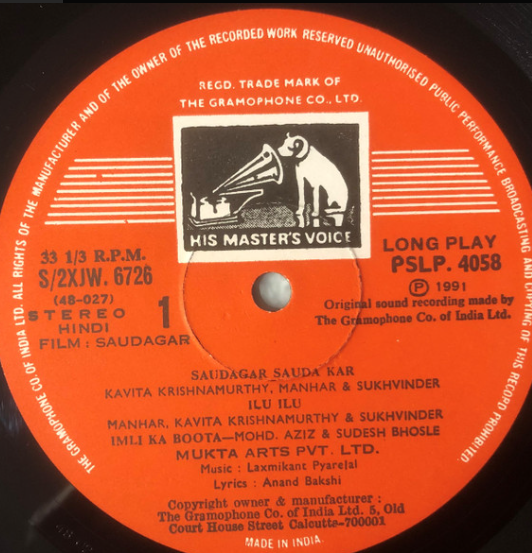 THE GRAMOPHONE CO. OF INDIA LTD. ALL RIGHTS OF THE MANUFACTURER AND OF THE OWNER OF THE RECORDED WORK RESERVED UNAUTHORISED PUBLIC PERFORMANCE BROADCASTING AND COPYING OF THIS RECORD PROHIBITED.
REGD. TRADE MARK OF
THE GRAMOPHONE CO., LTD.
HIS MASTER'S VOICE
33 1/3 R.P.M.
S/2XJW. 6726
(48-027)
STEREO
HINDI
FILM : SAUDAGAR
1
LONG PLAY
PSLP. 4058
Ⓟ 1991
Original sound recording made by
The Gramophone Co. of India Ltd.
SAUDAGAR SAUDA KAR
KAVITA KRISHNAMURTHY, MANHAR & SUKHVINDER
ILU ILU
MANHAR, KAVITA KRISHNAMURTHY & SUKHVINDER
IMLI KA BOOTA—MOHD. AZIZ & SUDESH BHOSLE
MUKTA ARTS PVT. LTD.
Music : Laxmikant Pyarelal
Lyrics : Anand Bakshi
Copyright owner & manufacturer :
The Gramophone Co. of India Ltd. 5, Old
Court House Street Calcutta-700001
MADE IN INDIA